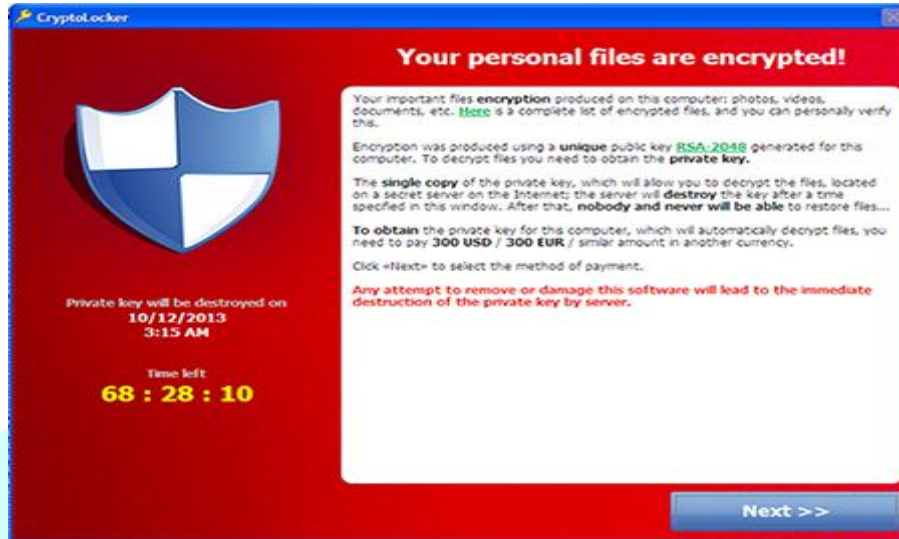 CryptoLocker
Your personal files are encrypted!
Your important files encryption produced on this computer: photos, videos,
documents, etc. Here is a complete list of encrypted files, and you can personally verify
this.
Encryption was produced using a unique public key RSA-2048 generated for this
computer. To decrypt files you need to obtain the private key.
The single copy of the private key, which will allow you to decrypt the files, located
on a secret server on the Internet; the server will destroy the key after a time
specified in this window. After that, nobody and never will be able to restore files...
To obtain the private key for this computer, which will automatically decrypt files, you
need to pay 300 USD / 300 EUR / similar amount in another currency.
Click «Next» to select the method of payment.
Any attempt to remove or damage this software will lead to the immediate
destruction of the private key by server.
Private key will be destroyed on
10/12/2013
3:15 AM
Time left
68 : 28 : 10
Next >>